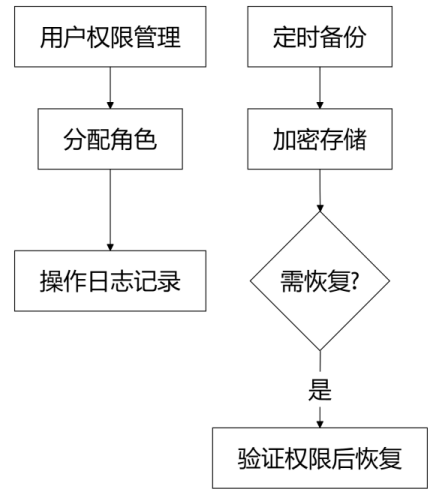 用户权限管理
分配角色
操作日志记录
定时备份
加密存储
需恢复?
是
验证权限后恢复